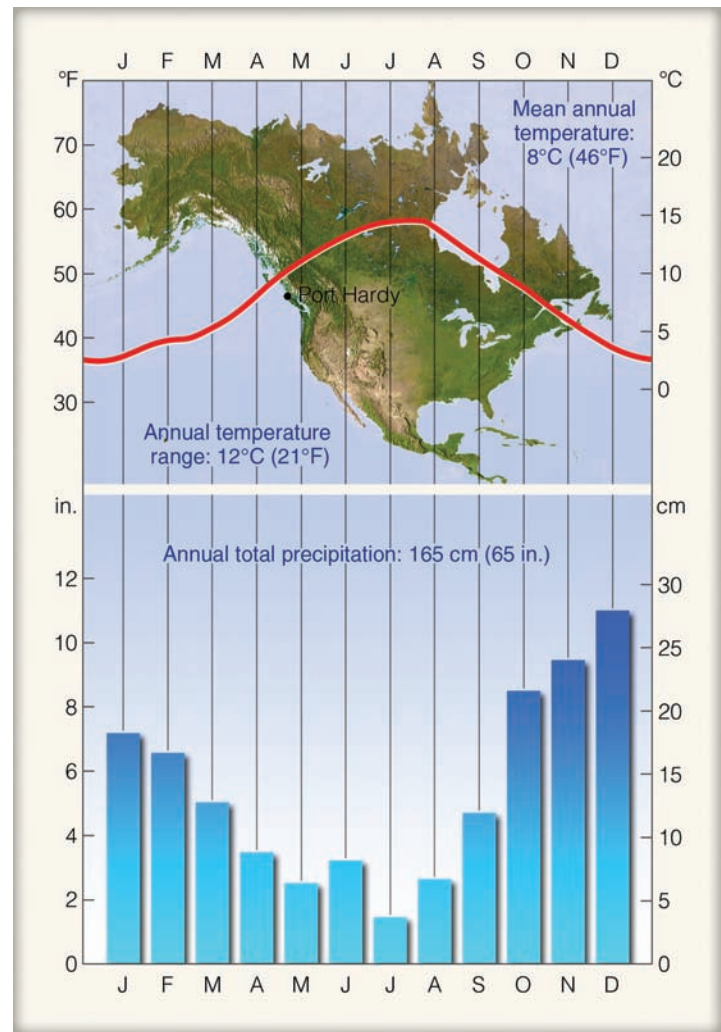 J F M A M J J A S O N D
°F °C
Mean annual
temperature:
8°C (46°F)
70 20
60 15
50 10
Port Hardy
40 5
30 0
Annual temperature
range: 12°C (21°F)
in. cm
Annual total precipitation: 165 cm (65 in.)
12 30
10 25
8 20
6 15
4 10
2 5
0 0
J F M A M J J A S O N D